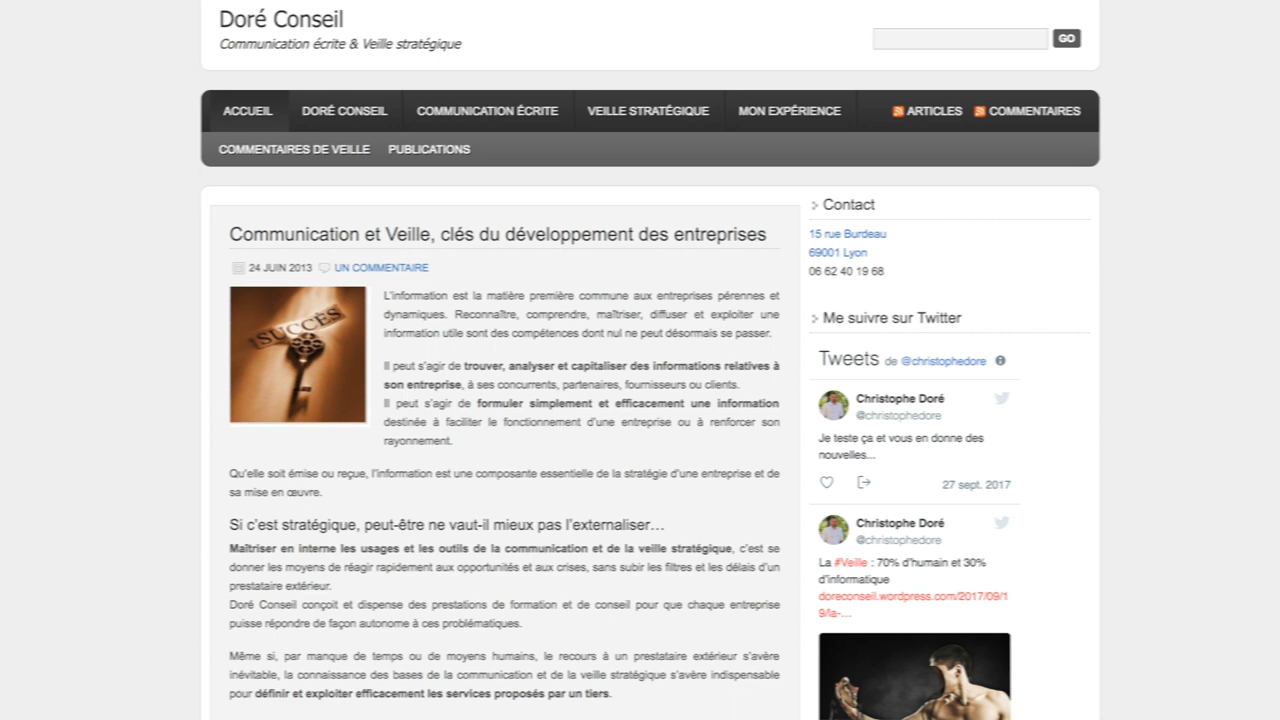 Doré Conseil
Communication écrite & Veille stratégique
GO
ACCUEIL DORÉ CONSEIL COMMUNICATION ÉCRITE VEILLE STRATÉGIQUE MON EXPÉRIENCE ARTICLES COMMENTAIRES
COMMENTAIRES DE VEILLE PUBLICATIONS
Communication et Veille, clés du développement des entreprises
24 JUIN 2013 UN COMMENTAIRE
SUCCÈS
L'information est la matière première commune aux entreprises pérennes et
dynamiques. Reconnaître, comprendre, maîtriser, diffuser et exploiter une
information utile sont des compétences dont nul ne peut désormais se passer.
Il peut s'agir de trouver, analyser et capitaliser des informations relatives à
son entreprise, à ses concurrents, partenaires, fournisseurs ou clients.
Il peut s'agir de formuler simplement et efficacement une information
destinée à faciliter le fonctionnement d'une entreprise ou à renforcer son
rayonnement.
Qu'elle soit émise ou reçue, l'information est une composante essentielle de la stratégie d'une entreprise et de
sa mise en œuvre.
Si c'est stratégique, peut-être ne vaut-il mieux pas l'externaliser…
Maîtriser en interne les usages et les outils de la communication et de la veille stratégique, c'est se
donner les moyens de réagir rapidement aux opportunités et aux crises, sans subir les filtres et les délais d'un
prestataire extérieur.
Doré Conseil conçoit et dispense des prestations de formation et de conseil pour que chaque entreprise
puisse répondre de façon autonome à ces problématiques.
Même si, par manque de temps ou de moyens humains, le recours à un prestataire extérieur s'avère
inévitable, la connaissance des bases de la communication et de la veille stratégique s'avère indispensable
pour définir et exploiter efficacement les services proposés par un tiers.
Contact
15 rue Burdeau
69001 Lyon
06 62 40 19 68
Me suivre sur Twitter
Tweets de @christophedore
Christophe Doré
@christophedore
Je teste ça et vous en donne des
nouvelles...
27 sept. 2017
Christophe Doré
@christophedore
La #Veille : 70% d'humain et 30%
d'informatique
doreconseil.wordpress.com/2017/09/1
9/la-…